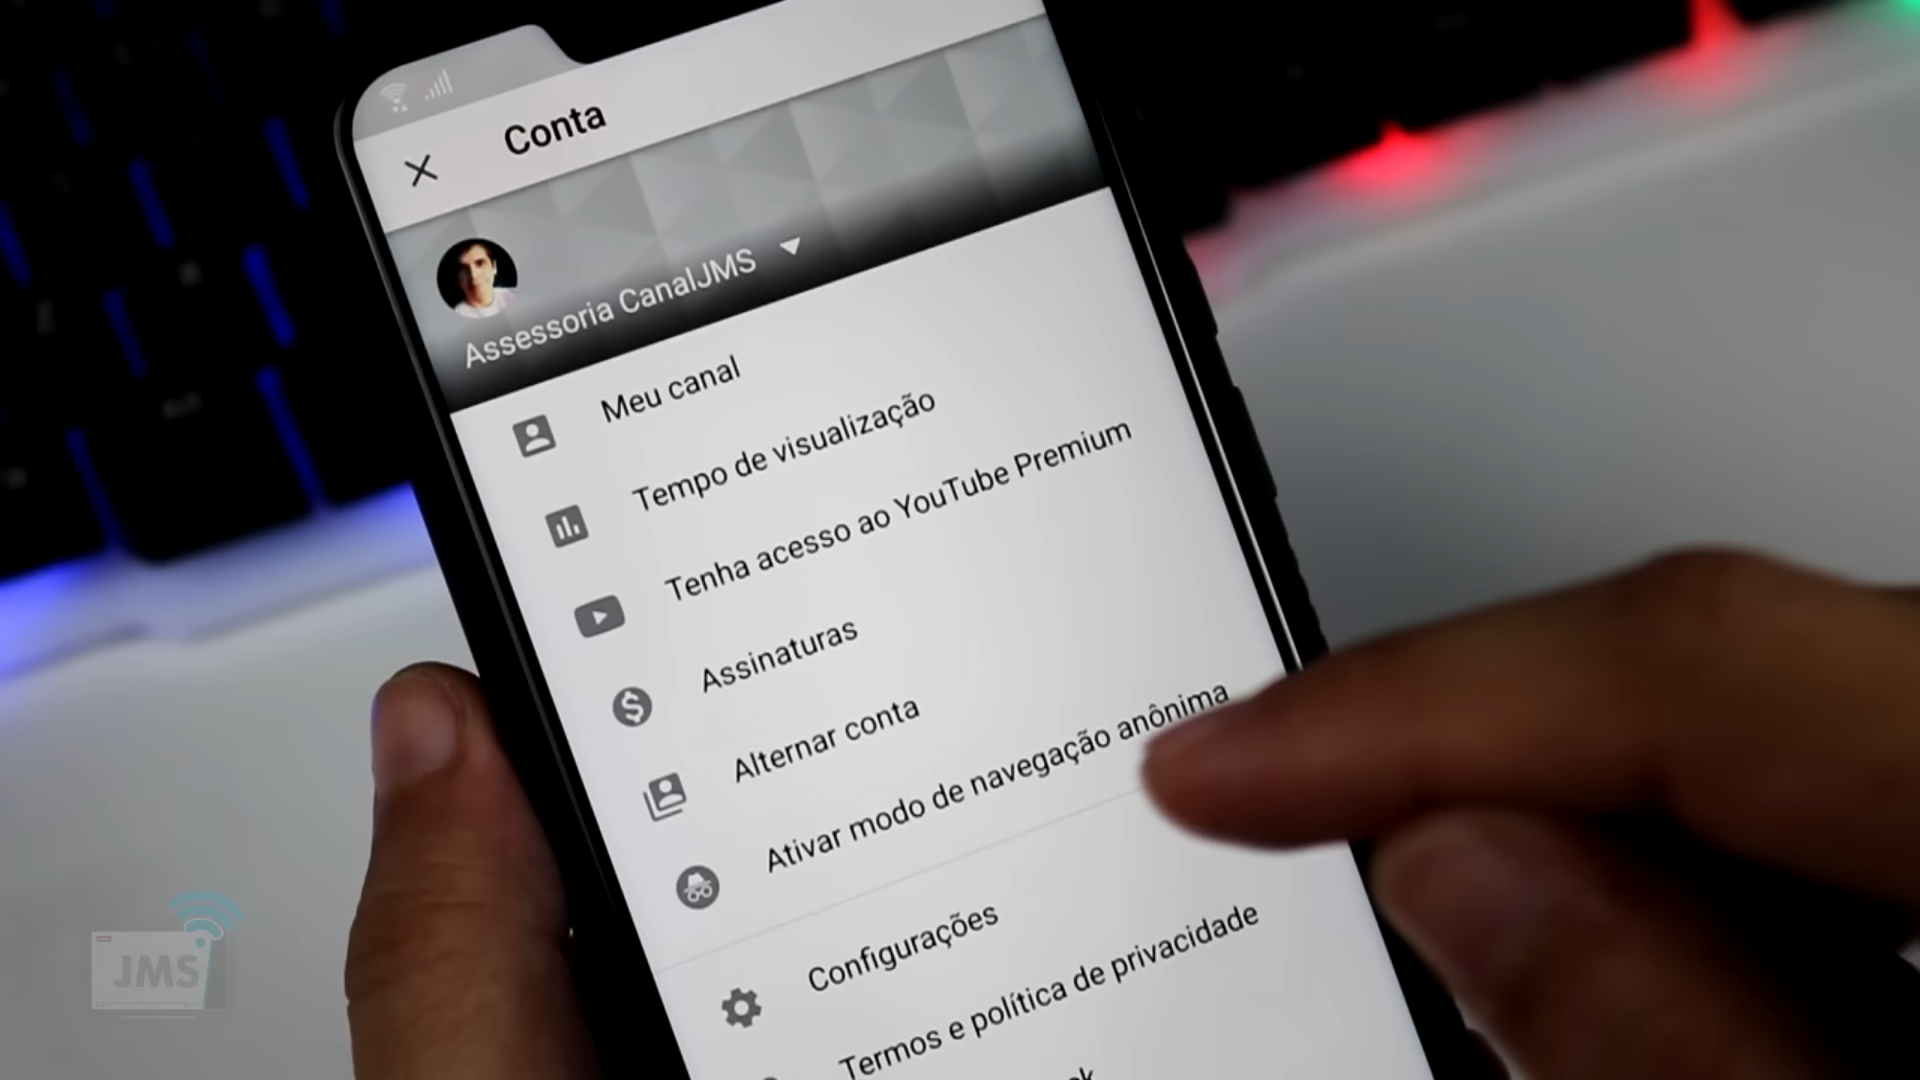 Conta
Assessoria CanalJMS
Meu canal
Tempo de visualização
Tenha acesso ao YouTube Premium
Assinaturas
Alternar conta
Ativar modo de navegação anônima
Configurações
Termos e política de privacidade
JMS